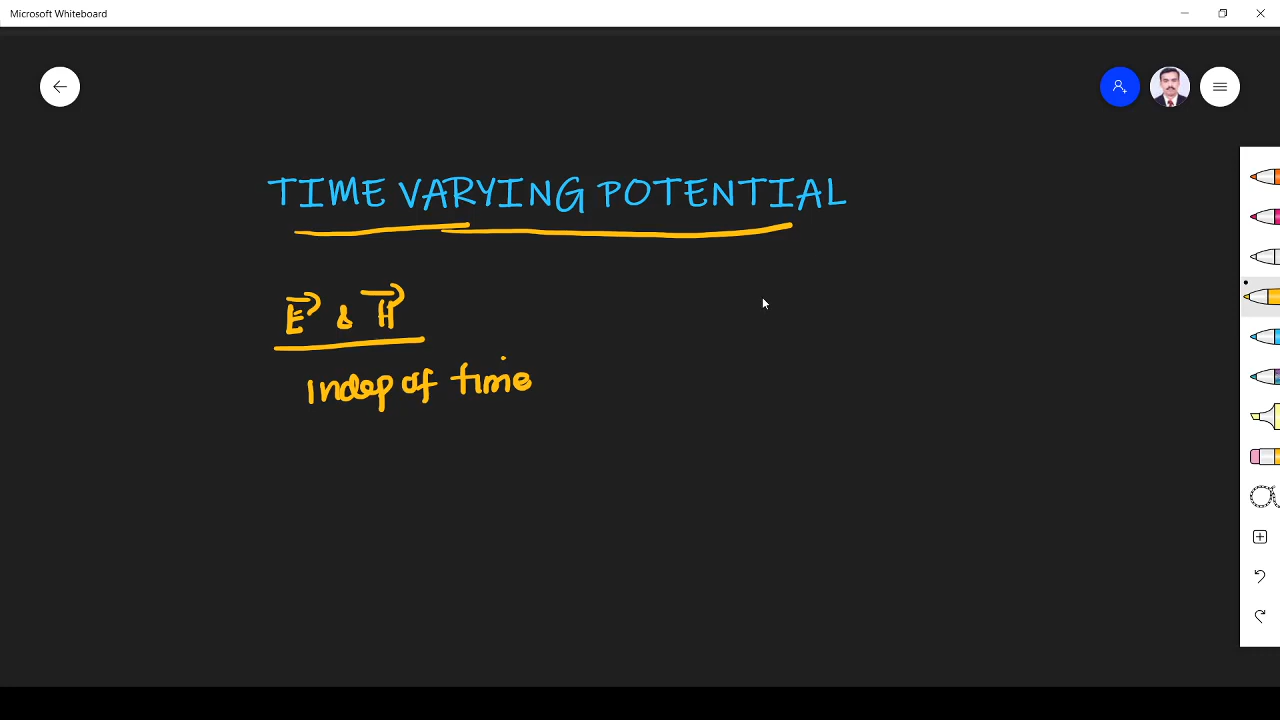 Microsoft Whiteboard
TIME VARYING POTENTIAL
E⃗ & H⃗
Indep of time